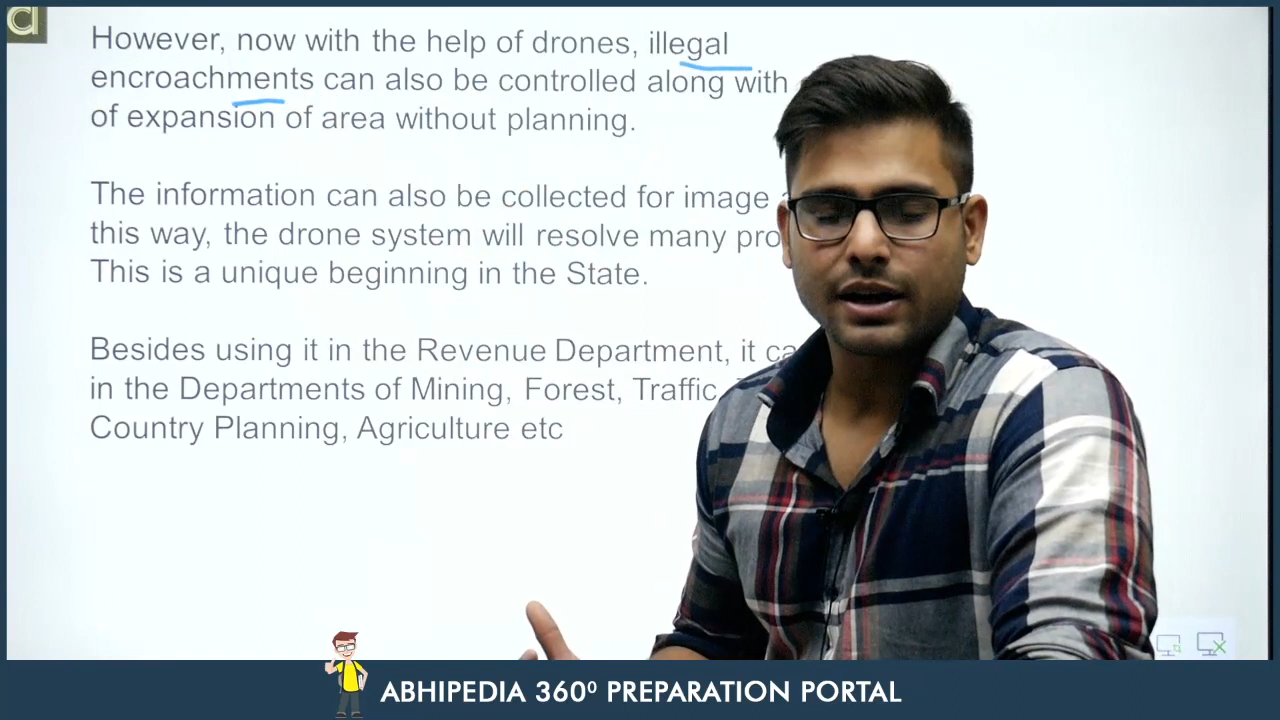 However, now with the help of drones, illegal
encroachments can also be controlled along with
of expansion of area without planning.
The information can also be collected for image
this way, the drone system will resolve many
This is a unique beginning in the State.
Besides using it in the Revenue Department, it
in the Departments of Mining, Forest, Traffic
Country Planning, Agriculture etc
ABHIPEDIA 360⁰ PREPARATION PORTAL